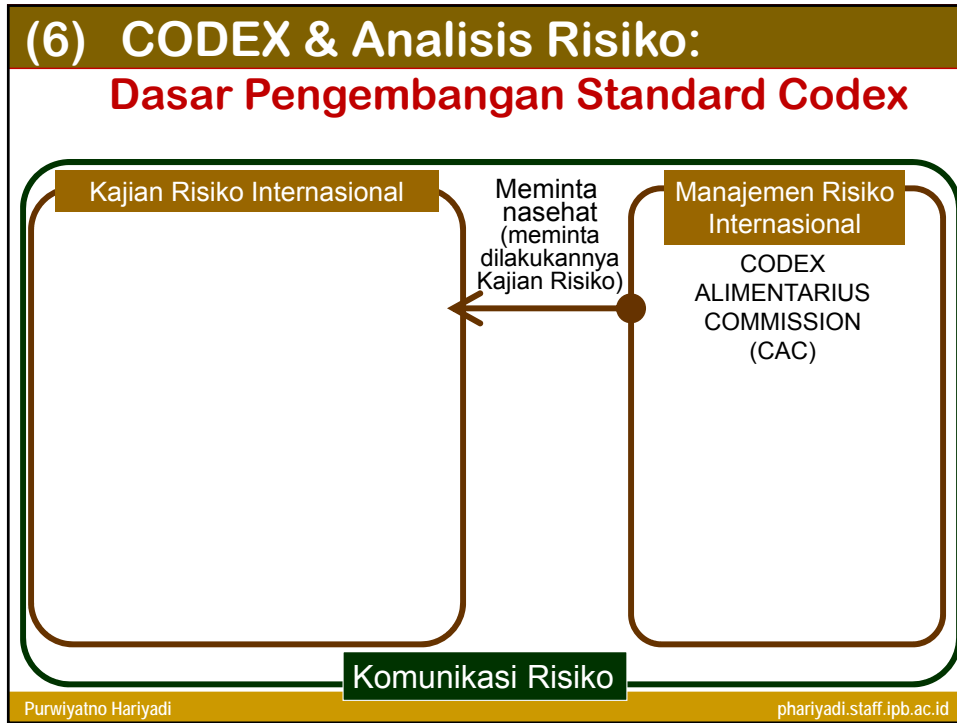 (6) CODEX & Analisis Risiko:
Dasar Pengembangan Standard Codex
Kajian Risiko Internasional
Meminta
nasehat
(meminta
dilakukannya
Kajian Risiko)
Manajemen Risiko
Internasional
CODEX
ALIMENTARIUS
COMMISSION
(CAC)
Komunikasi Risiko
Purwiyatno Hariyadi
phariyadi.staff.ipb.ac.id